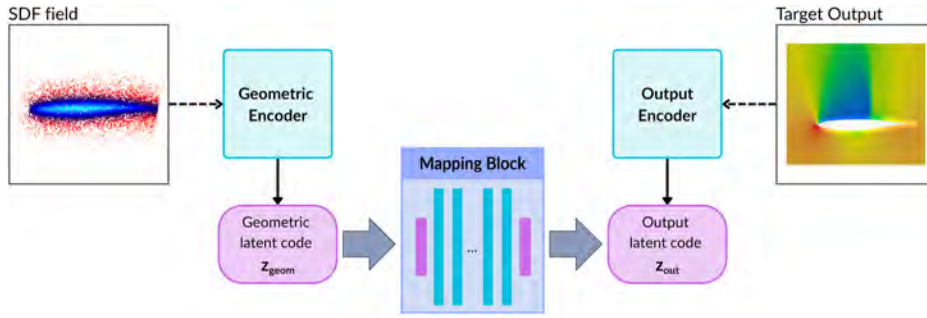 SDF field
Target Output
Geometric
Encoder
Output
Encoder
Mapping Block
...
Geometric
latent code
z_geom
Output
latent code
z_out